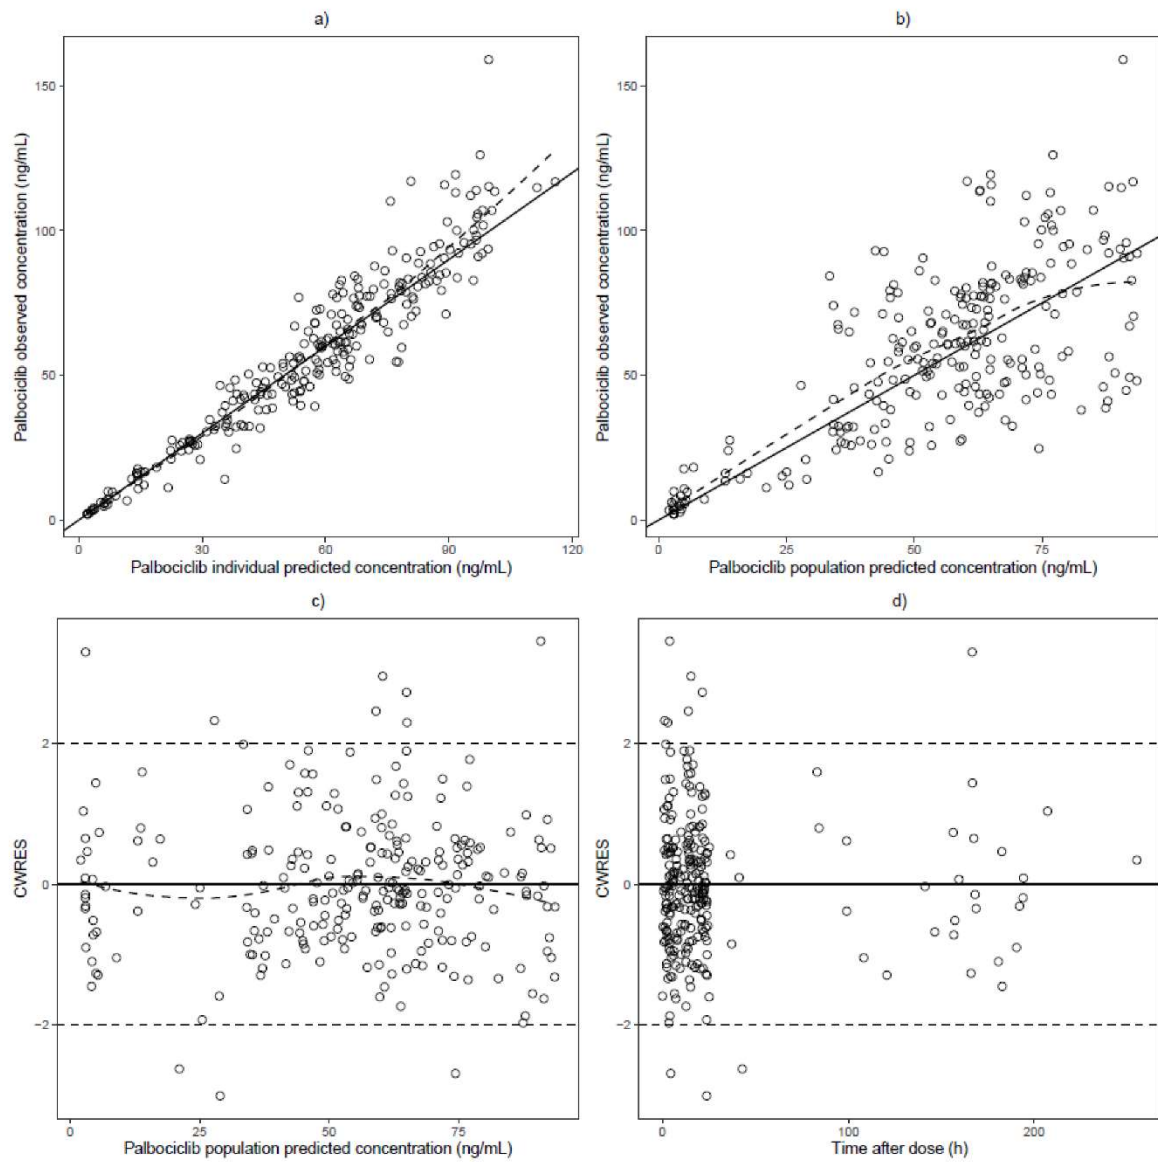 a)
b)
150
100
50
0
Palbociclib observed concentration (ng/mL)
0
30
60
90
120
Palbociclib individual predicted concentration (ng/mL)
150
100
50
0
Palbociclib observed concentration (ng/mL)
0
25
50
75
Palbociclib population predicted concentration (ng/mL)
c)
d)
2
0
−2
CWRES
0
25
50
75
Palbociclib population predicted concentration (ng/mL)
2
0
−2
CWRES
0
100
200
Time after dose (h)